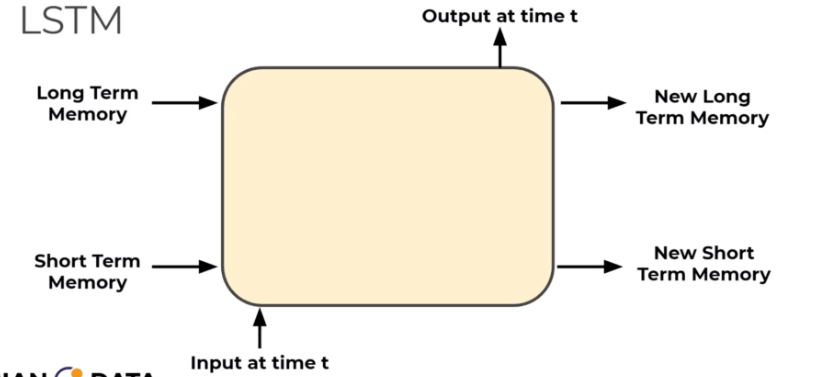 LSTM
Output at time t
Long Term
Memory
New Long
Term Memory
Short Term
Memory
New Short
Term Memory
Input at time t
DATA